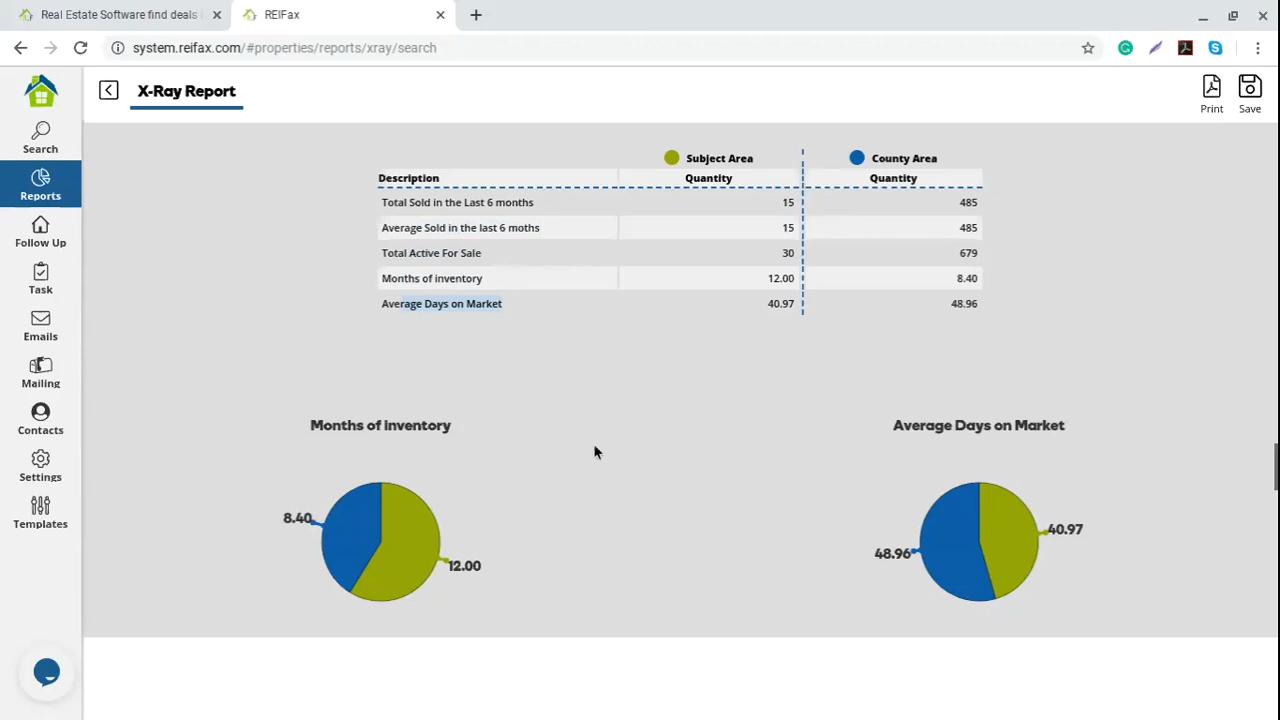 Real Estate Software find deals
REIFax
system.reifax.com/#properties/reports/xray/search
X-Ray Report
Print
Save
Search
Reports
Follow Up
Task
Emails
Mailing
Contacts
Settings
Templates
Subject Area
County Area
Description
Quantity
Quantity
Total Sold in the Last 6 months 15 485
Average Sold in the last 6 moths 15 485
Total Active For Sale 30 679
Months of inventory 12.00 8.40
Average Days on Market 40.97 48.96
Months of inventory
8.40
12.00
Average Days on Market
40.97
48.96